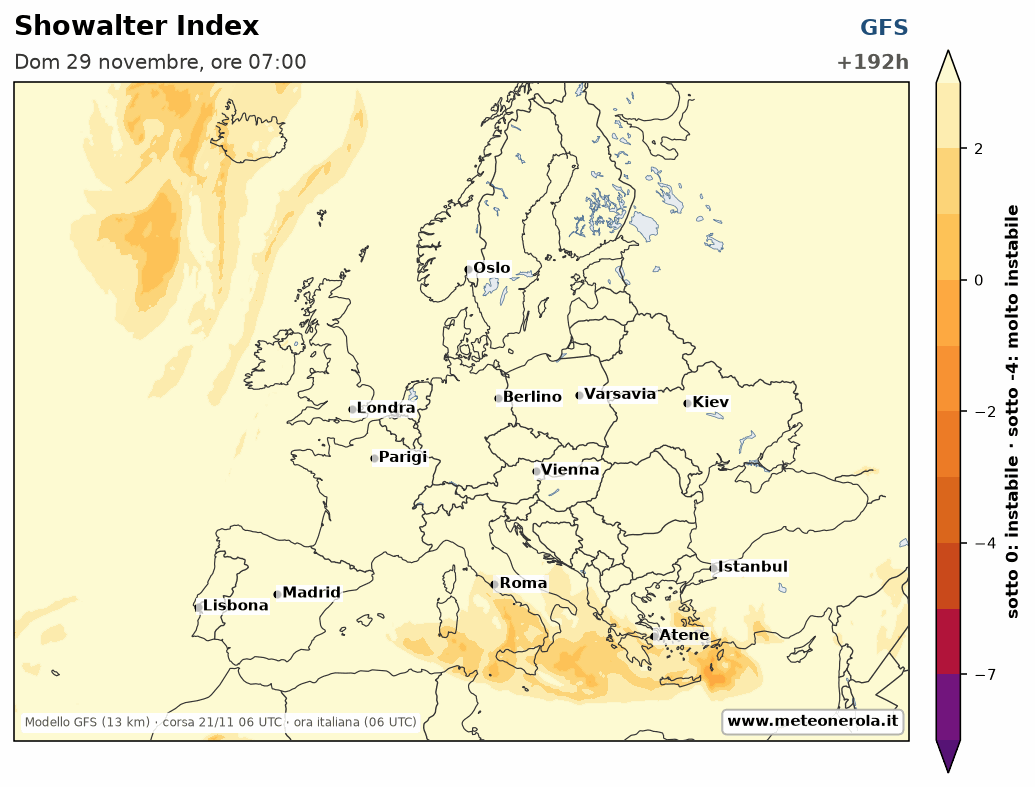 Showalter Index
GFS
Dom 29 novembre, ore 07:00
+192h
Oslo
Berlino
Varsavia
Kiev
Londra
Parigi
Vienna
Istanbul
Roma
Madrid
Lisbona
Atene
Modello GFS (13 km) · corsa 21/11 06 UTC · ora italiana (06 UTC)
www.meteonerola.it
2
0
−2
−4
−7
sotto 0: instabile · sotto -4: molto instabile